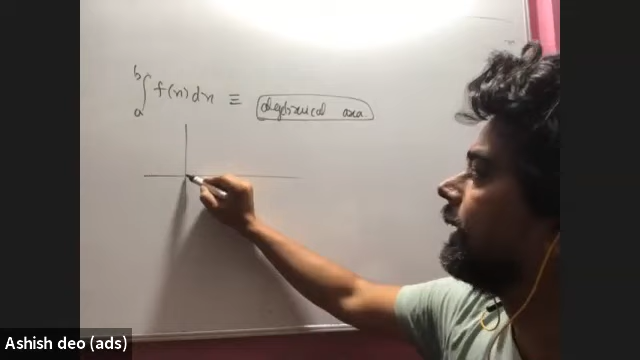 ∫ₐᵇ f(x) dx ≡ algebraical area
Ashish deo (ads)